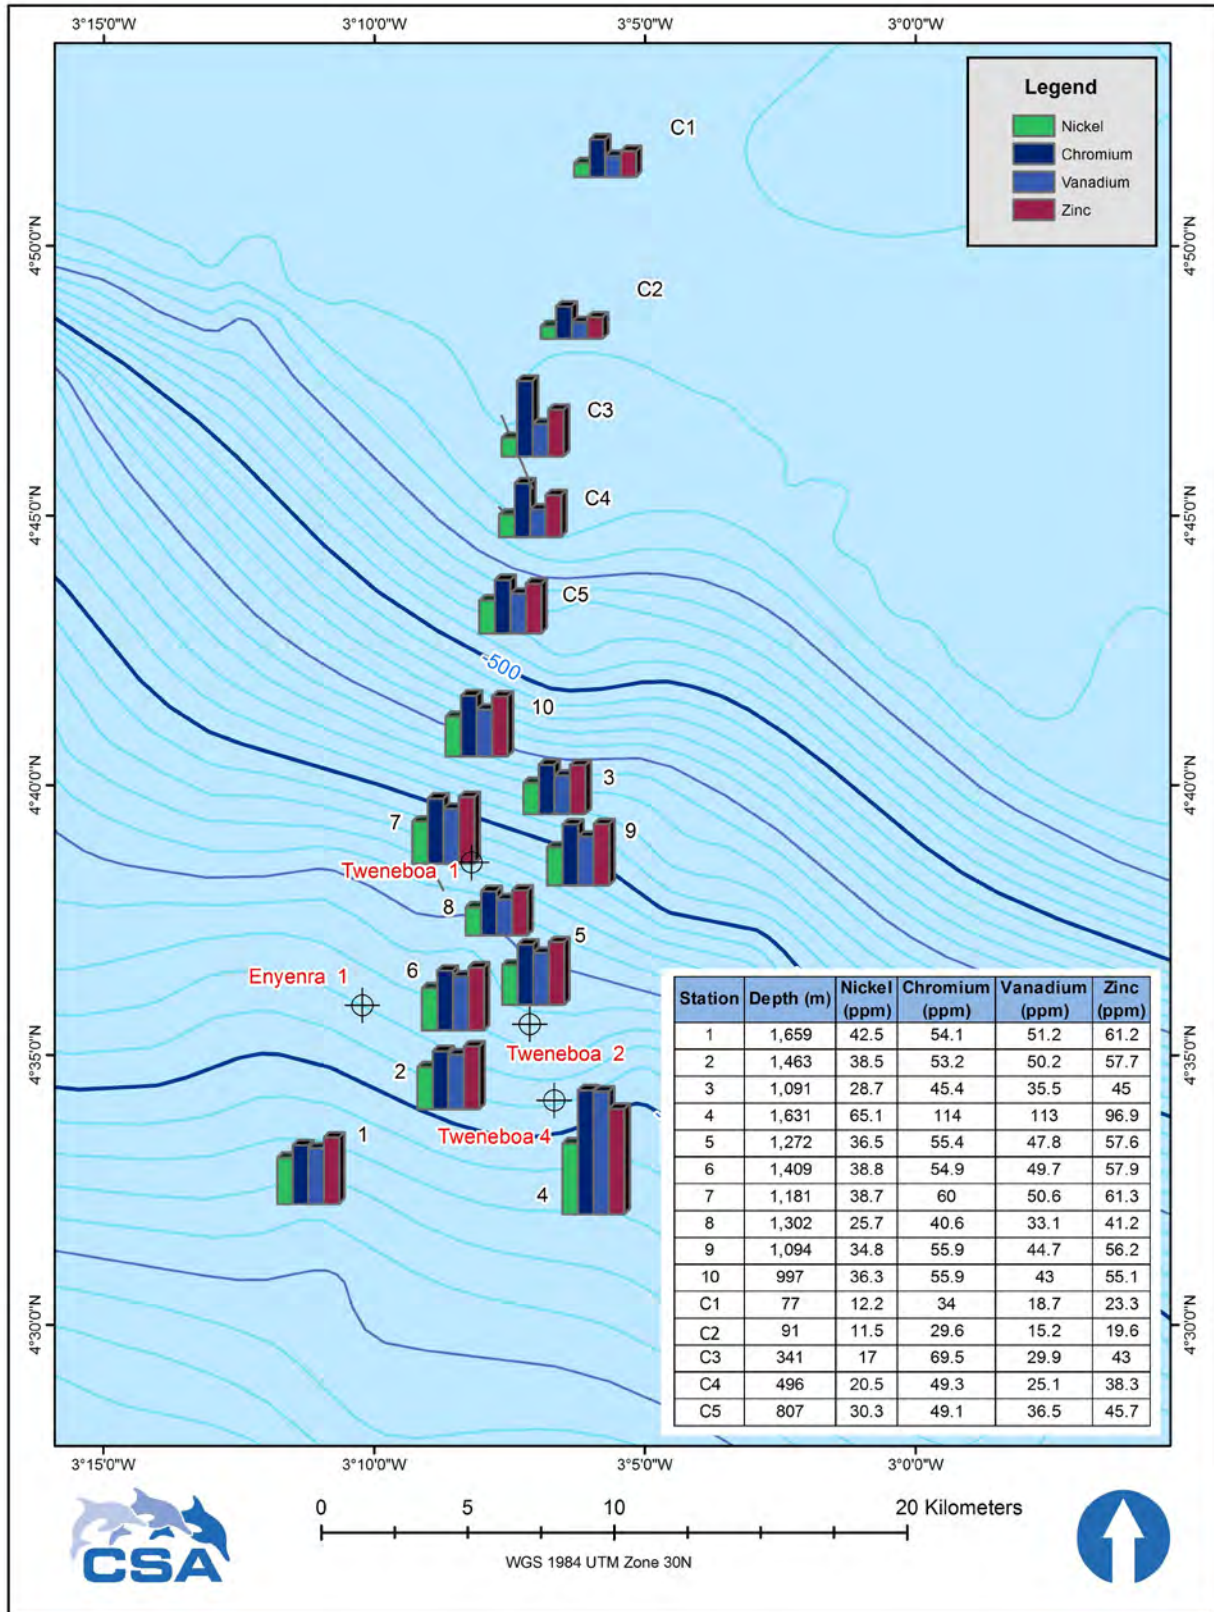 3°15'0"W 3°10'0"W 3°5'0"W 3°0'0"W
Legend
Nickel
Chromium
Vanadium
Zinc
C1
4°50'0"N 4°50'0"N
C2
C3
C4
4°45'0"N 4°45'0"N
C5
-500
10
3
4°40'0"N 4°40'0"N
7
9
Tweneboa 1
8
5
6
Enyenra 1
Tweneboa 2
4°35'0"N 4°35'0"N
2
Tweneboa 4
1
4
Station Depth (m) Nickel (ppm) Chromium (ppm) Vanadium (ppm) Zinc (ppm)
1 1,659 42.5 54.1 51.2 61.2
2 1,463 38.5 53.2 50.2 57.7
3 1,091 28.7 45.4 35.5 45
4 1,631 65.1 114 113 96.9
5 1,272 36.5 55.4 47.8 57.6
6 1,409 38.8 54.9 49.7 57.9
7 1,181 38.7 60 50.6 61.3
8 1,302 25.7 40.6 33.1 41.2
9 1,094 34.8 55.9 44.7 56.2
10 997 36.3 55.9 43 55.1
C1 77 12.2 34 18.7 23.3
C2 91 11.5 29.6 15.2 19.6
C3 341 17 69.5 29.9 43
C4 496 20.5 49.3 25.1 38.3
C5 807 30.3 49.1 36.5 45.7
4°30'0"N 4°30'0"N
3°15'0"W 3°10'0"W 3°5'0"W 3°0'0"W
CSA
0 5 10 20 Kilometers
WGS 1984 UTM Zone 30N